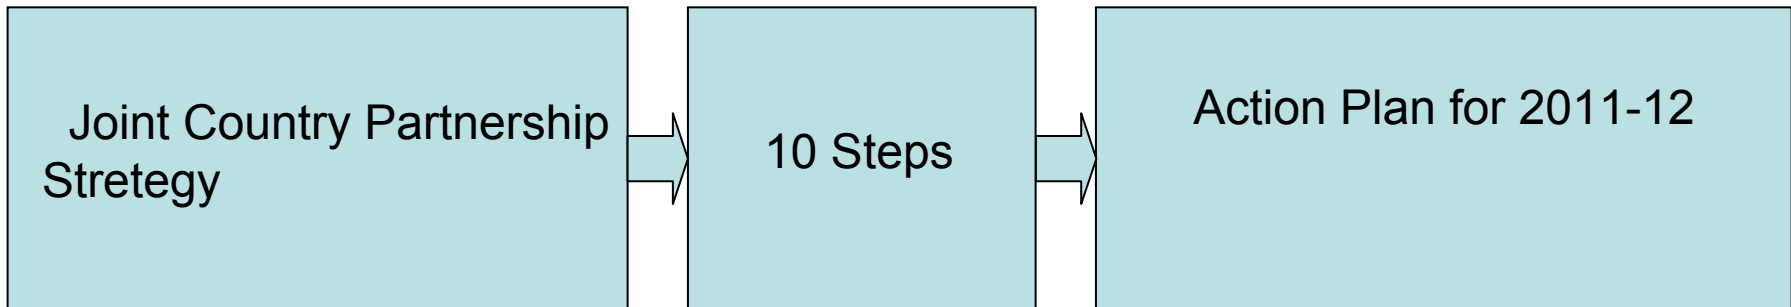 Joint Country Partnership
Stretegy
10 Steps
Action Plan for 2011-12